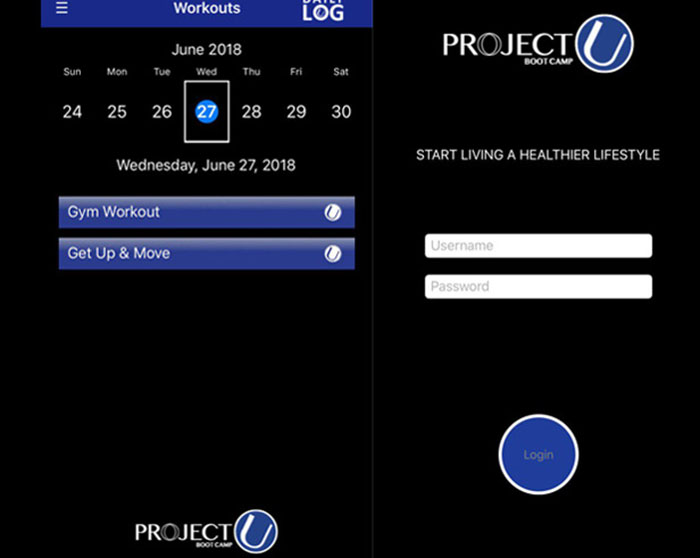 ☰ Workouts DAILY LOG
June 2018
Sun Mon Tue Wed Thu Fri Sat
24 25 26 27 28 29 30
Wednesday, June 27, 2018
Gym Workout
Get Up & Move
PROJECT U
BOOT CAMP
PROJECT U
BOOT CAMP
START LIVING A HEALTHIER LIFESTYLE
Username
Password
Login